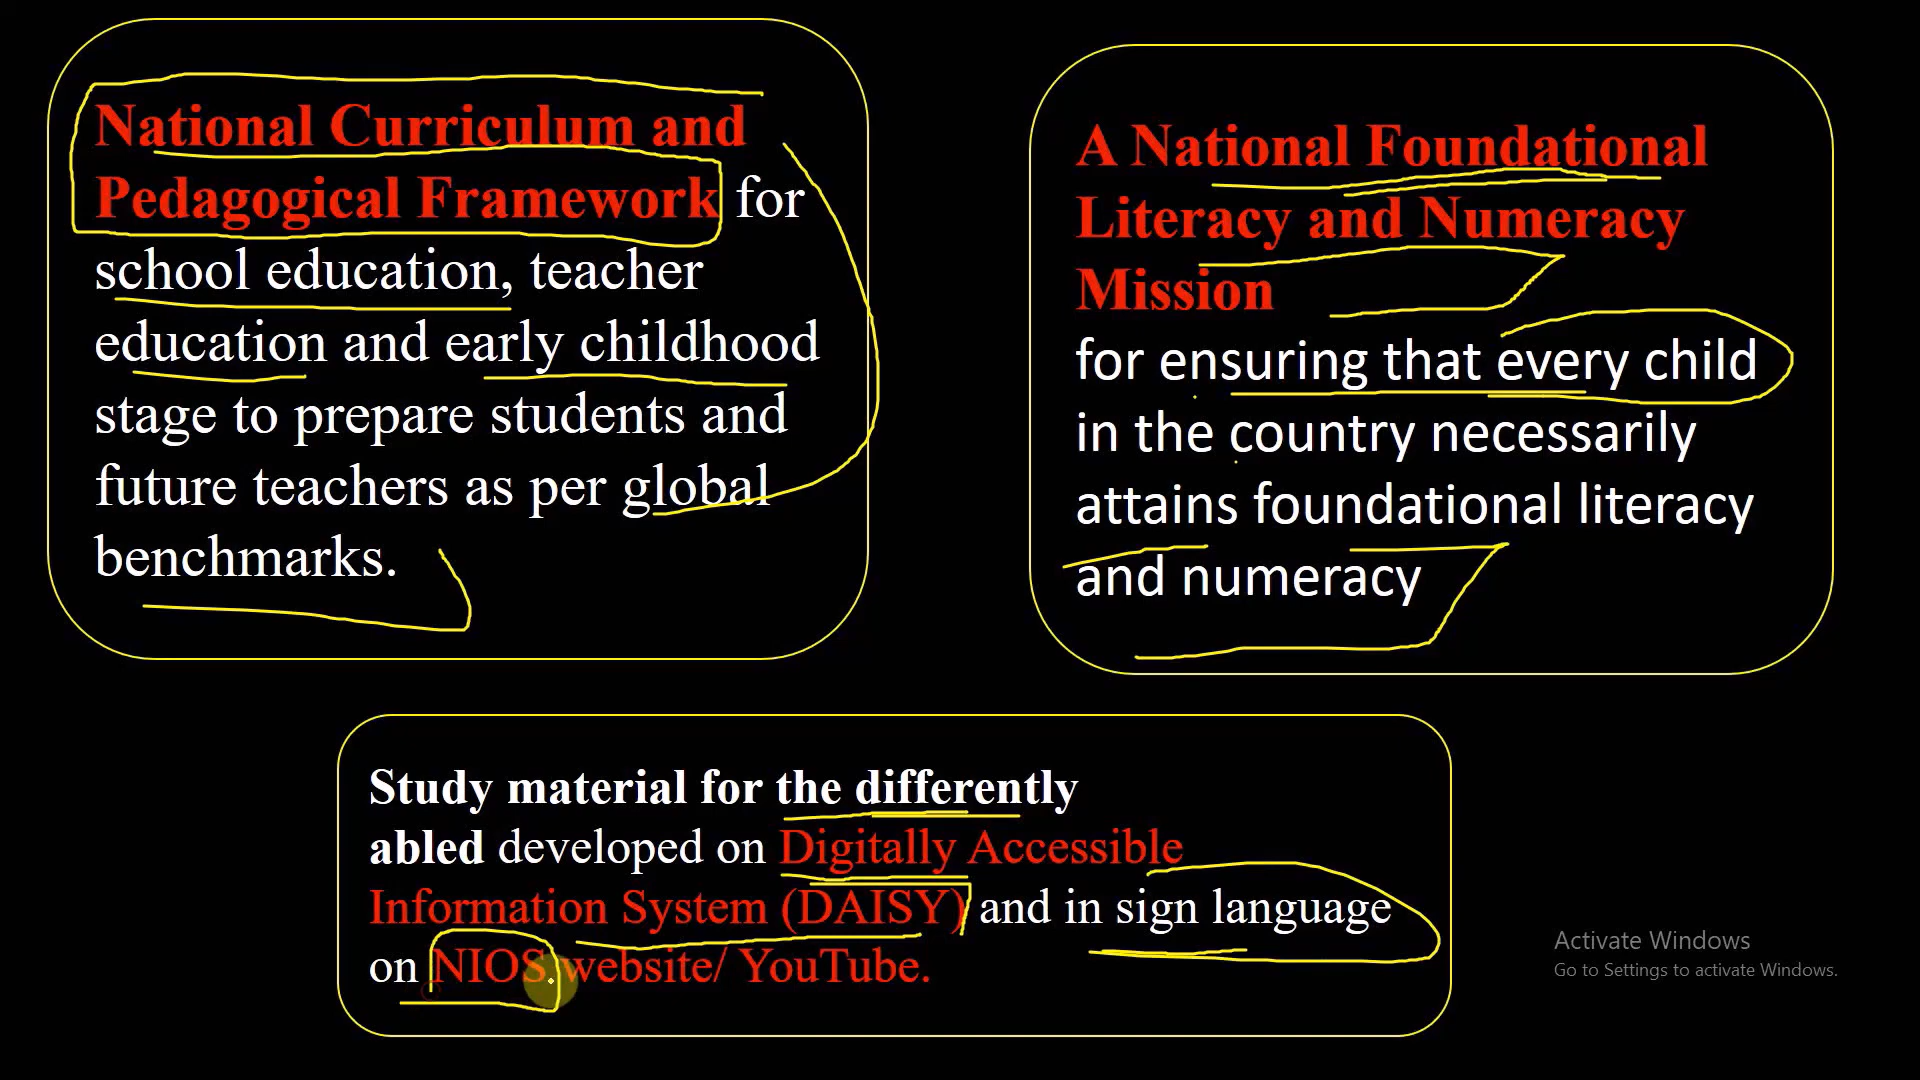 National Curriculum and
Pedagogical Framework for
school education, teacher
education and early childhood
stage to prepare students and
future teachers as per global
benchmarks.
A National Foundational
Literacy and Numeracy
Mission
for ensuring that every child
in the country necessarily
attains foundational literacy
and numeracy
Study material for the differently
abled developed on Digitally Accessible
Information System (DAISY) and in sign language
on NIOS website/ YouTube.
Activate Windows
Go to Settings to activate Windows.